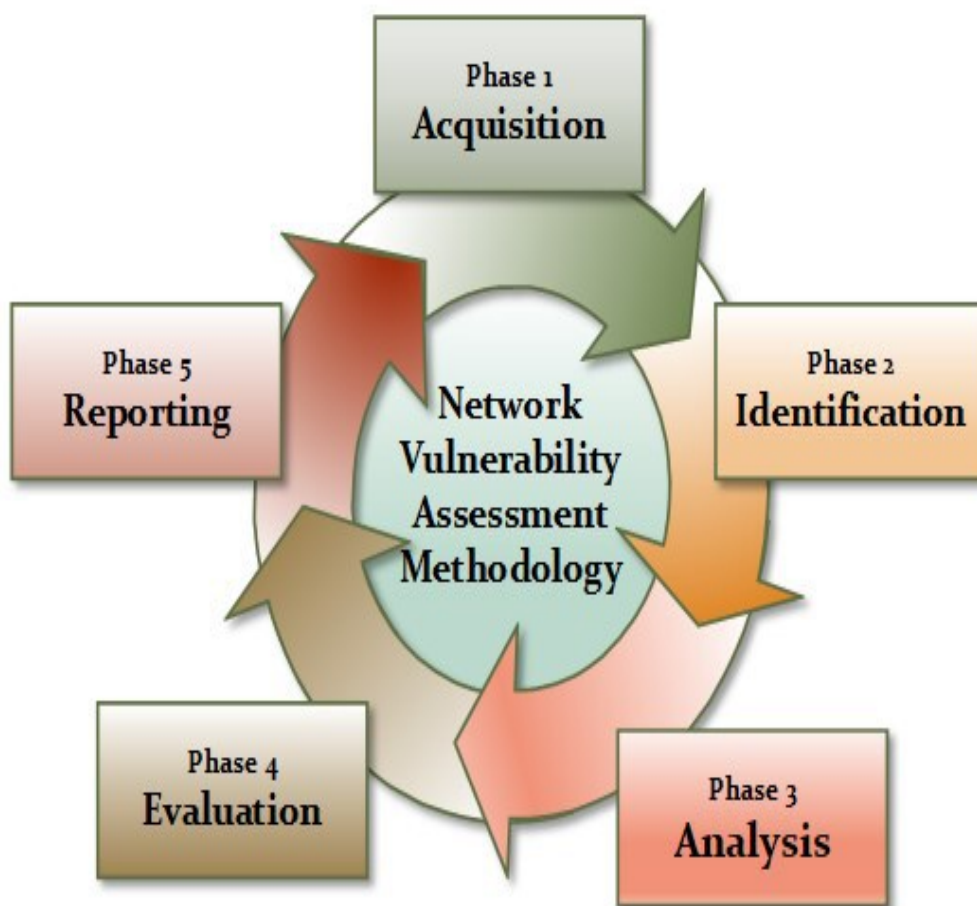 Phase 1
Acquisition
Phase 2
Identification
Phase 3
Analysis
Phase 4
Evaluation
Phase 5
Reporting
Network
Vulnerability
Assessment
Methodology